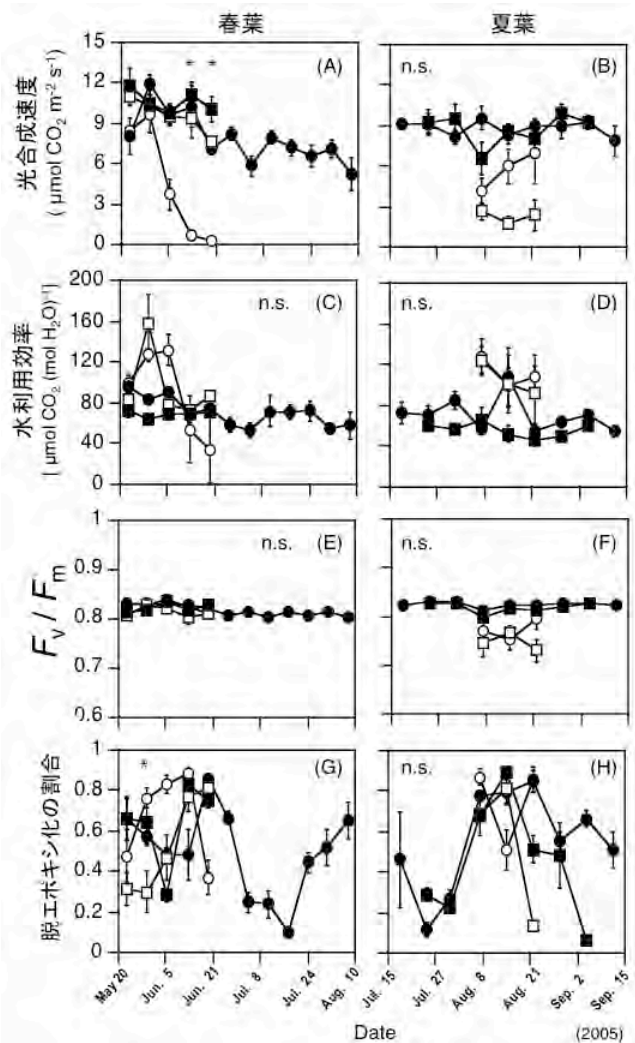 春葉
夏葉
光合成速度
( μmol CO2 m-2 s-1)
15
12
9
6
3
0
* *
(A)
n.s.
(B)
水利用効率
[ μmol CO2 (mol H2O)-1]
200
160
120
80
40
0
n.s.
(C)
n.s.
(D)
Fv / Fm
1
0.9
0.8
0.7
0.6
n.s.
(E)
n.s.
(F)
脱エポキシ化の割合
1
0.8
0.6
0.4
0.2
0
*
(G)
n.s.
(H)
May 20
Jun. 5
Jun. 21
Jul. 8
Jul. 24
Aug. 10
Jul. 15
Jul. 27
Aug. 8
Aug. 21
Sep. 2
Sep. 15
Date
(2005)